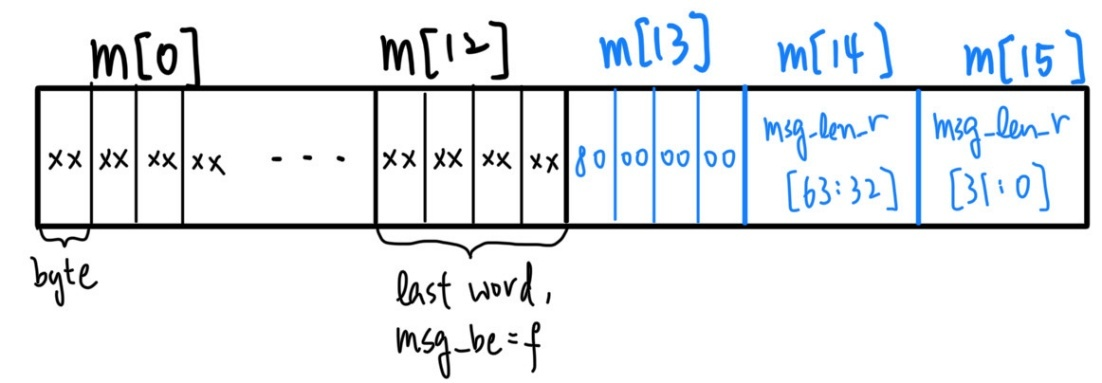 m[0] m[12] m[13] m[14] m[15]
xx xx xx xx - - - xx xx xx xx 80 00 00 00
msg_len_r
[63:32]
msg_len_r
[31:0]
byte
last word,
msg_be=f